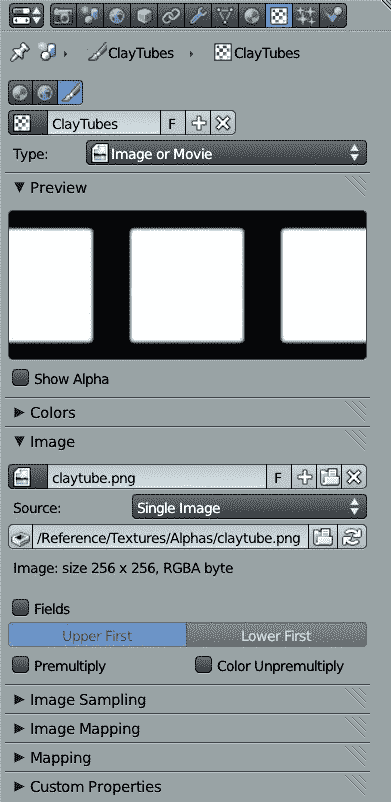 ClayTubes ClayTubes
ClayTubes F
Type: Image or Movie
Preview
Show Alpha
Colors
Image
claytube.png F
Source: Single Image
/Reference/Textures/Alphas/claytube.png
Image: size 256 x 256, RGBA byte
Fields
Upper First Lower First
Premultiply Color Unpremultiply
Image Sampling
Image Mapping
Mapping
Custom Properties